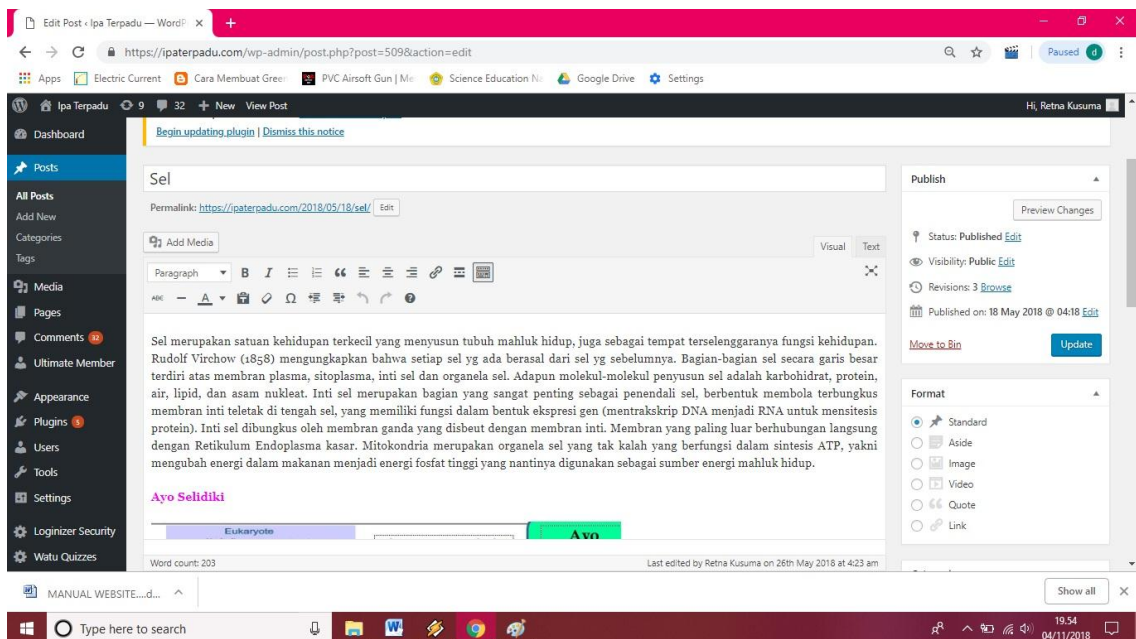 Edit Post ‹ Ipa Terpadu — WordP
https://ipaterpadu.com/wp-admin/post.php?post=509&action=edit
Paused d
Apps Electric Current Cara Membuat Green PVC Airsoft Gun | Me Science Education Na Google Drive Settings
Ipa Terpadu 9 32 + New View Post Hi, Retna Kusuma
Begin updating plugin | Dismiss this notice
Dashboard
Posts
All Posts
Add New
Categories
Tags
Media
Pages
Comments 32
Ultimate Member
Appearance
Plugins 5
Users
Tools
Settings
Loginizer Security
Watu Quizzes
Sel
Permalink: https://ipaterpadu.com/2018/05/18/sel/ Edit
Add Media
Visual Text
Paragraph
Sel merupakan satuan kehidupan terkecil yang menyusun tubuh mahluk hidup, juga sebagai tempat terselenggaranya fungsi kehidupan.
Rudolf Virchow (1858) mengungkapkan bahwa setiap sel yg ada berasal dari sel yg sebelumnya. Bagian-bagian sel secara garis besar
terdiri atas membran plasma, sitoplasma, inti sel dan organela sel. Adapun molekul-molekul penyusun sel adalah karbohidrat, protein,
air, lipid, dan asam nukleat. Inti sel merupakan bagian yang sangat penting sebagai penendali sel, berbentuk membola terbungkus
membran inti teletak di tengah sel, yang memiliki fungsi dalam bentuk ekspresi gen (mentrakskrip DNA menjadi RNA untuk mensitesis
protein). Inti sel dibungkus oleh membran ganda yang disbeut dengan membran inti. Membran yang paling luar berhubungan langsung
dengan Retikulum Endoplasma kasar. Mitokondria merupakan organela sel yang tak kalah yang berfungsi dalam sintesis ATP, yakni
mengubah energi dalam makanan menjadi energi fosfat tinggi yang nantinya digunakan sebagai sumber energi mahluk hidup.
Ayo Selidiki
Eukaryote
Ayo
Word count: 203 Last edited by Retna Kusuma on 26th May 2018 at 4:23 am
Publish
Preview Changes
Status: Published Edit
Visibility: Public Edit
Revisions: 3 Browse
Published on: 18 May 2018 @ 04:18 Edit
Move to Bin Update
Format
Standard
Aside
Image
Video
Quote
Link
MANUAL WEBSITE....d... Show all
Type here to search
19.54
04/11/2018